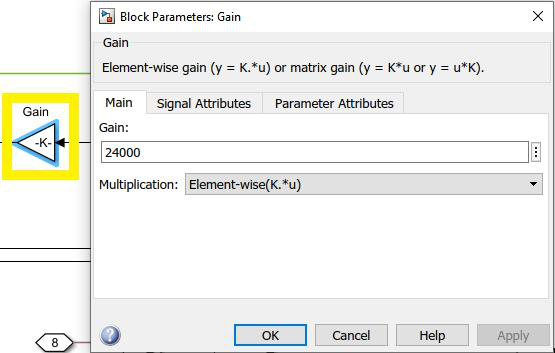 Block Parameters: Gain
Gain
Element-wise gain (y = K.*u) or matrix gain (y = K*u or y = u*K).
Main Signal Attributes Parameter Attributes
Gain:
24000
Multiplication: Element-wise(K.*u)
OK Cancel Help Apply
Gain
-K-
8